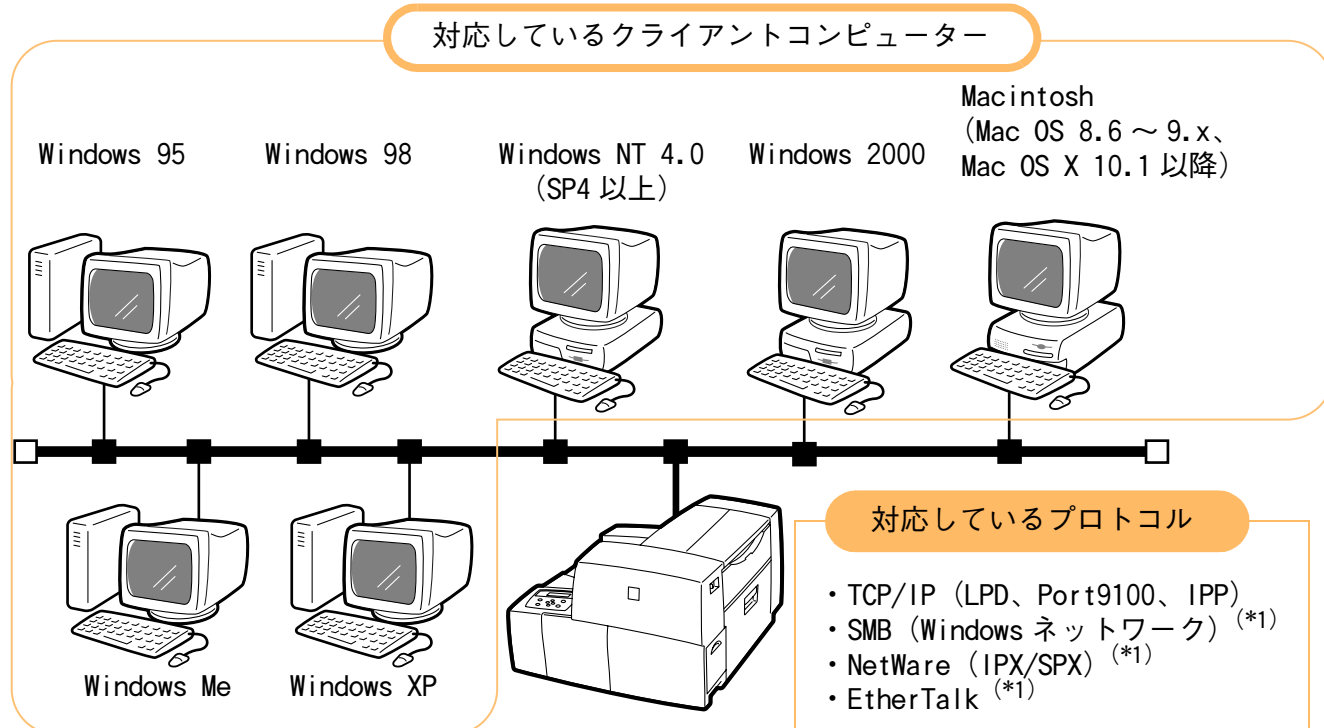 対応しているクライアントコンピューター
Windows 95
Windows 98
Windows NT 4.0
(SP4 以上)
Windows 2000
Macintosh
(Mac OS 8.6 ～ 9.x、
Mac OS X 10.1 以降)
Windows Me
Windows XP
対応しているプロトコル
・TCP/IP (LPD、Port9100、IPP)
・SMB (Windows ネットワーク) (*1)
・NetWare (IPX/SPX) (*1)
・EtherTalk (*1)